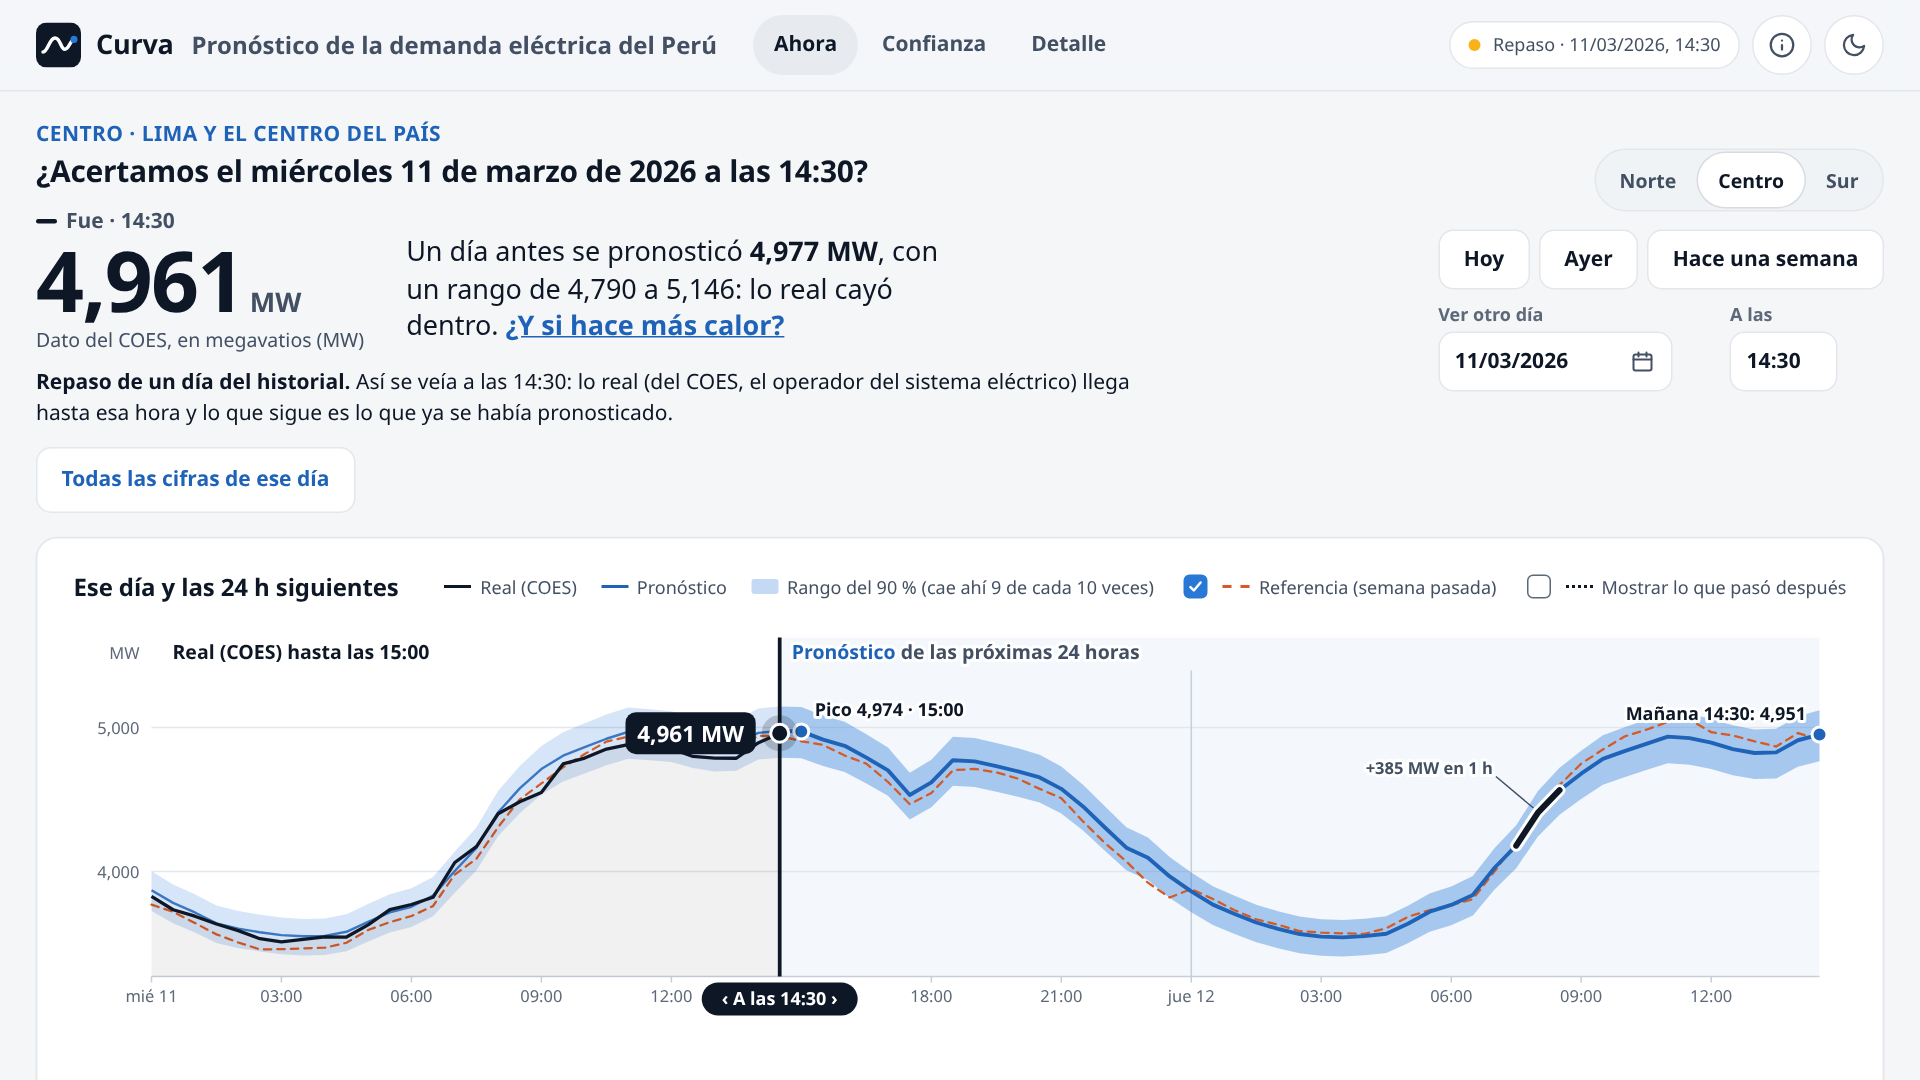 Curva
Pronóstico de la demanda eléctrica del Perú
Ahora
Confianza
Detalle
Repaso · 11/03/2026, 14:30
CENTRO · LIMA Y EL CENTRO DEL PAÍS
¿Acertamos el miércoles 11 de marzo de 2026 a las 14:30?
Norte
Centro
Sur
Fue · 14:30
4,961 MW
Dato del COES, en megavatios (MW)
Un día antes se pronosticó 4,977 MW, con
un rango de 4,790 a 5,146: lo real cayó
dentro. ¿Y si hace más calor?
Hoy
Ayer
Hace una semana
Ver otro día
A las
11/03/2026
14:30
Repaso de un día del historial. Así se veía a las 14:30: lo real (del COES, el operador del sistema eléctrico) llega
hasta esa hora y lo que sigue es lo que ya se había pronosticado.
Todas las cifras de ese día
Ese día y las 24 h siguientes
Real (COES)
Pronóstico
Rango del 90 % (cae ahí 9 de cada 10 veces)
Referencia (semana pasada)
Mostrar lo que pasó después
MW
Real (COES) hasta las 15:00
Pronóstico de las próximas 24 horas
5,000
4,961 MW
Pico 4,974 · 15:00
Mañana 14:30: 4,951
+385 MW en 1 h
4,000
mié 11
03:00
06:00
09:00
12:00
‹ A las 14:30 ›
18:00
21:00
jue 12
03:00
06:00
09:00
12:00